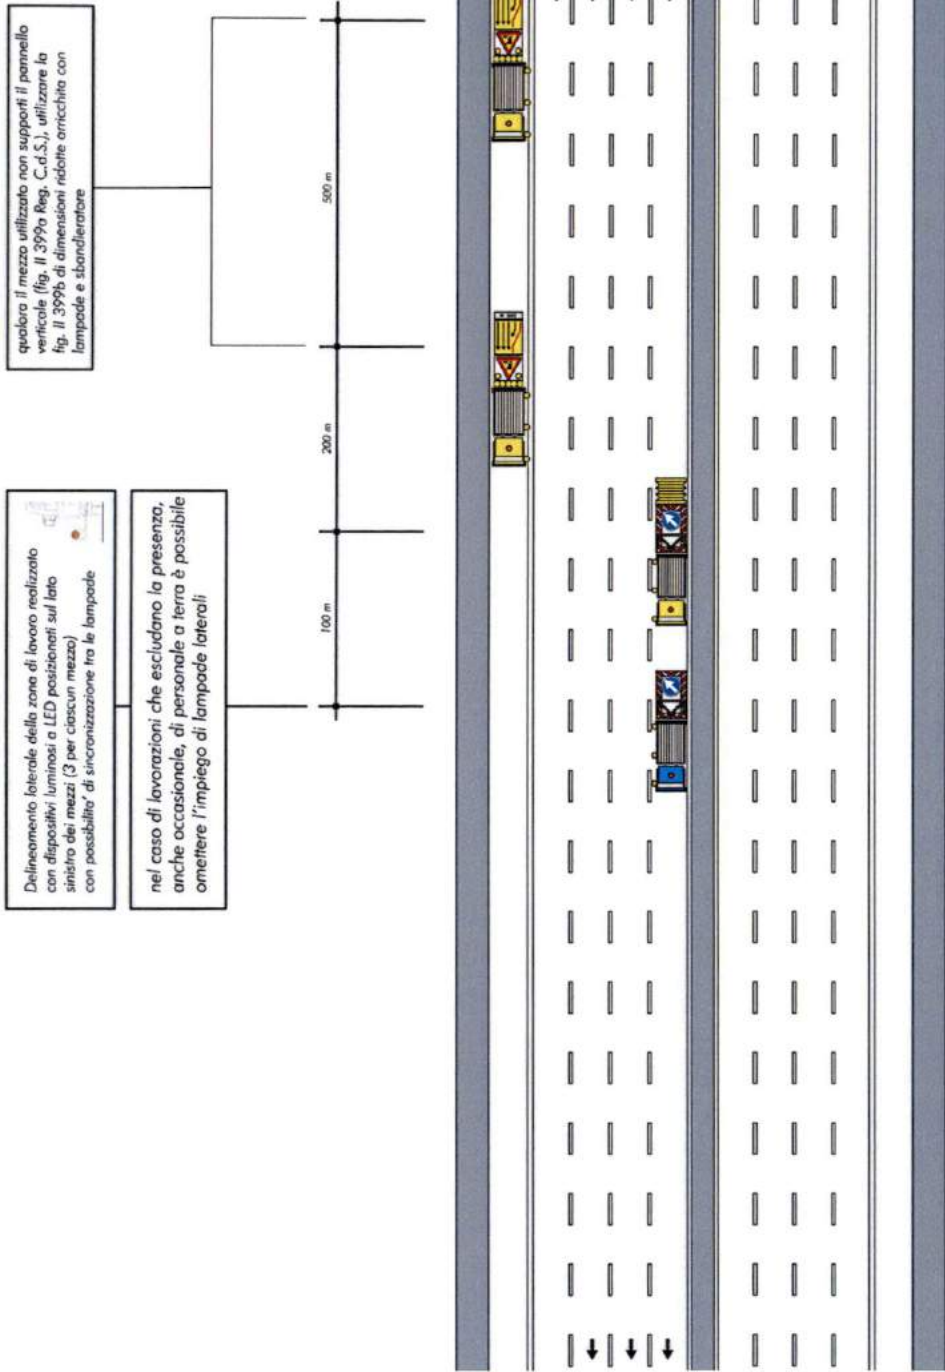 qualora il mezzo utilizzato non supporti il pannello
verticale (fig. II 399a Reg. C.d.S.), utilizzare la
fig. II 399b di dimensioni ridotte arricchita con
lampade e sbandieratore
Delineamento laterale della zona di lavoro realizzato
con dispositivi luminosi a LED posizionati sul lato
sinistro dei mezzi (3 per ciascun mezzo)
con possibilita' di sincronizzazione tra le lampade
nel caso di lavorazioni che escludano la presenza,
anche occasionale, di personale a terra è possibile
omettere l'impiego di lampade laterali
500 m
200 m
100 m